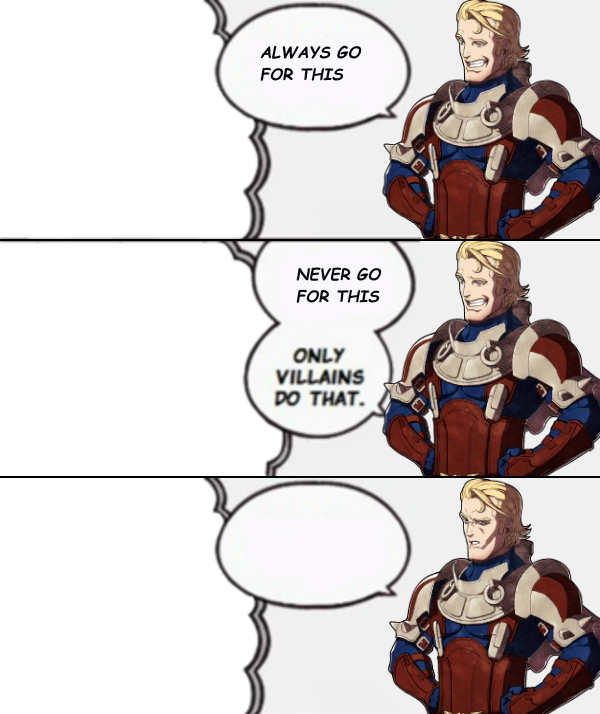 ALWAYS GO
FOR THIS
NEVER GO
FOR THIS
ONLY
VILLAINS
DO THAT.